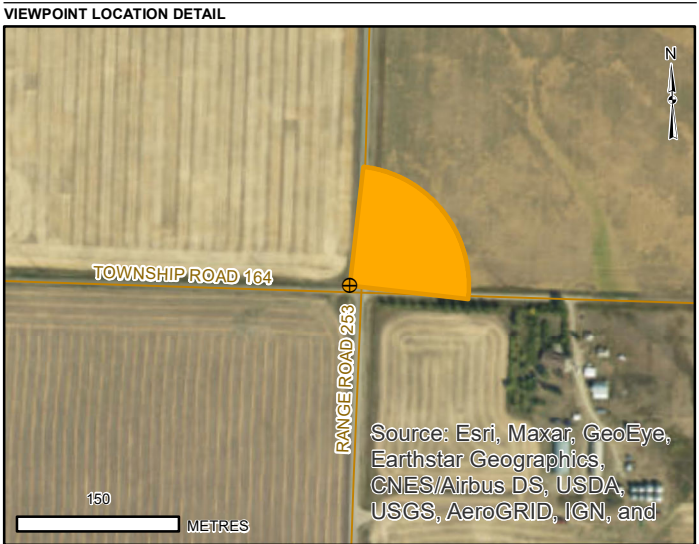 VIEWPOINT LOCATION DETAIL
N
TOWNSHIP ROAD 164
RANGE ROAD 253
Source: Esri, Maxar, GeoEye,
Earthstar Geographics,
CNES/Airbus DS, USDA,
USGS, AeroGRID, IGN, and
150
METRES